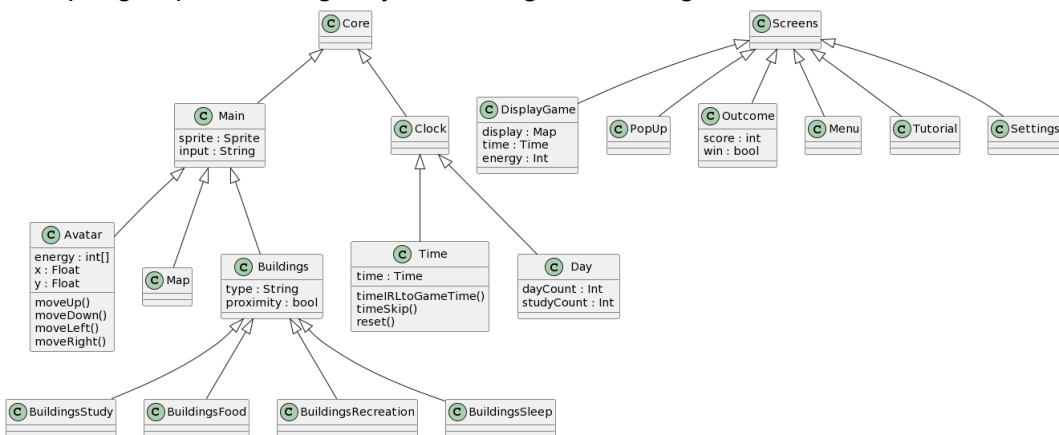 C Core
C Screens
C Main
sprite : Sprite
input : String
C Clock
C DisplayGame
display : Map
time : Time
energy : Int
C PopUp
C Outcome
score : int
win : bool
C Menu
C Tutorial
C Settings
C Avatar
energy : int[]
x : Float
y : Float
moveUp()
moveDown()
moveLeft()
moveRight()
C Map
C Buildings
type : String
proximity : bool
C Time
time : Time
timeIRLtoGameTime()
timeSkip()
reset()
C Day
dayCount : Int
studyCount : Int
C BuildingsStudy
C BuildingsFood
C BuildingsRecreation
C BuildingsSleep